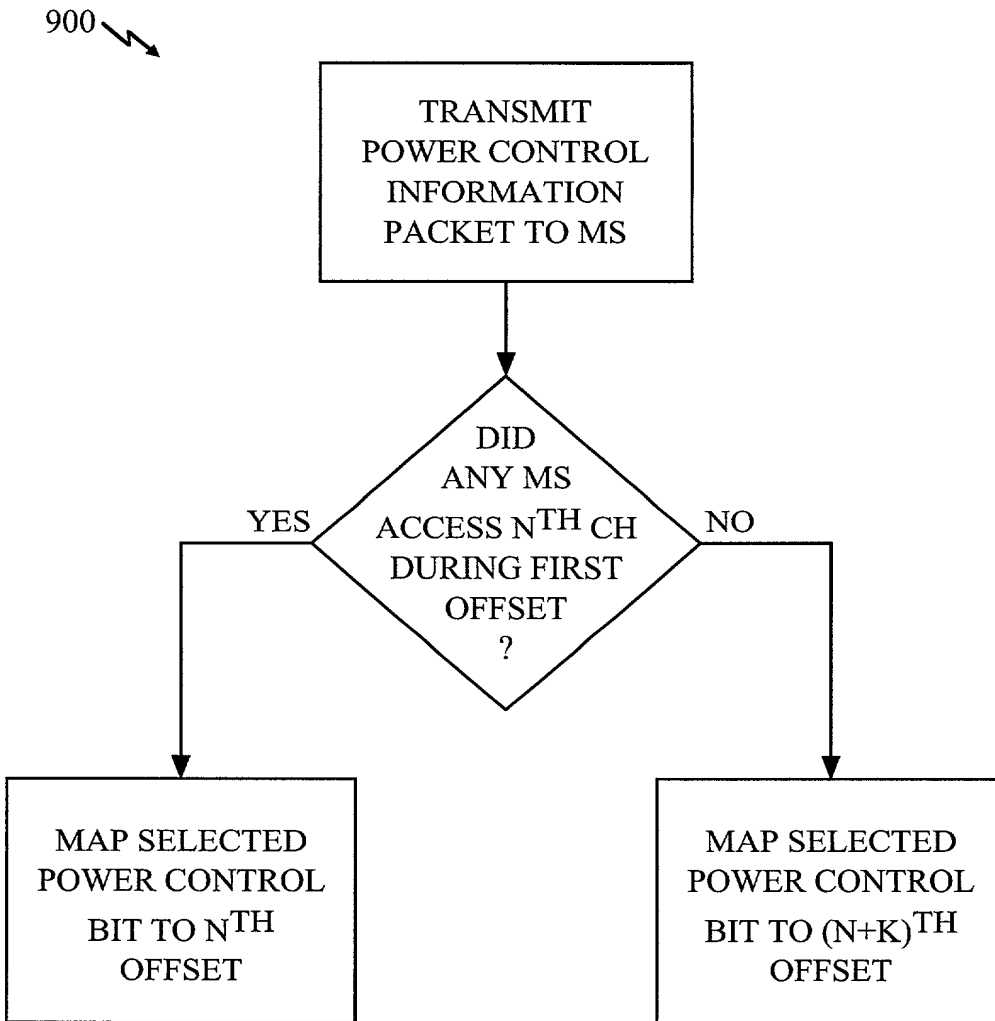 900
TRANSMIT
POWER CONTROL
INFORMATION
PACKET TO MS
DID
ANY MS
ACCESS NTH CH
DURING FIRST
OFFSET
?
YES
NO
MAP SELECTED
POWER CONTROL
BIT TO NTH
OFFSET
MAP SELECTED
POWER CONTROL
BIT TO (N+K)TH
OFFSET